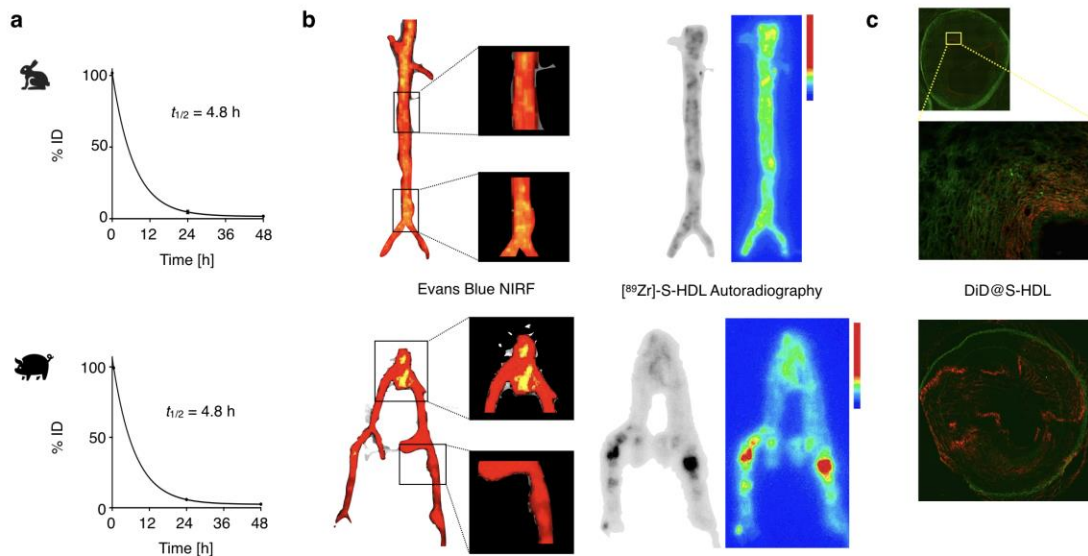 a
b
c
100
50
0
% ID
t1/2 = 4.8 h
0 12 24 36 48
Time [h]
Evans Blue NIRF
[⁸⁹Zr]-S-HDL Autoradiography
DiD@S-HDL
100
50
0
% ID
t1/2 = 4.8 h
0 12 24 36 48
Time [h]